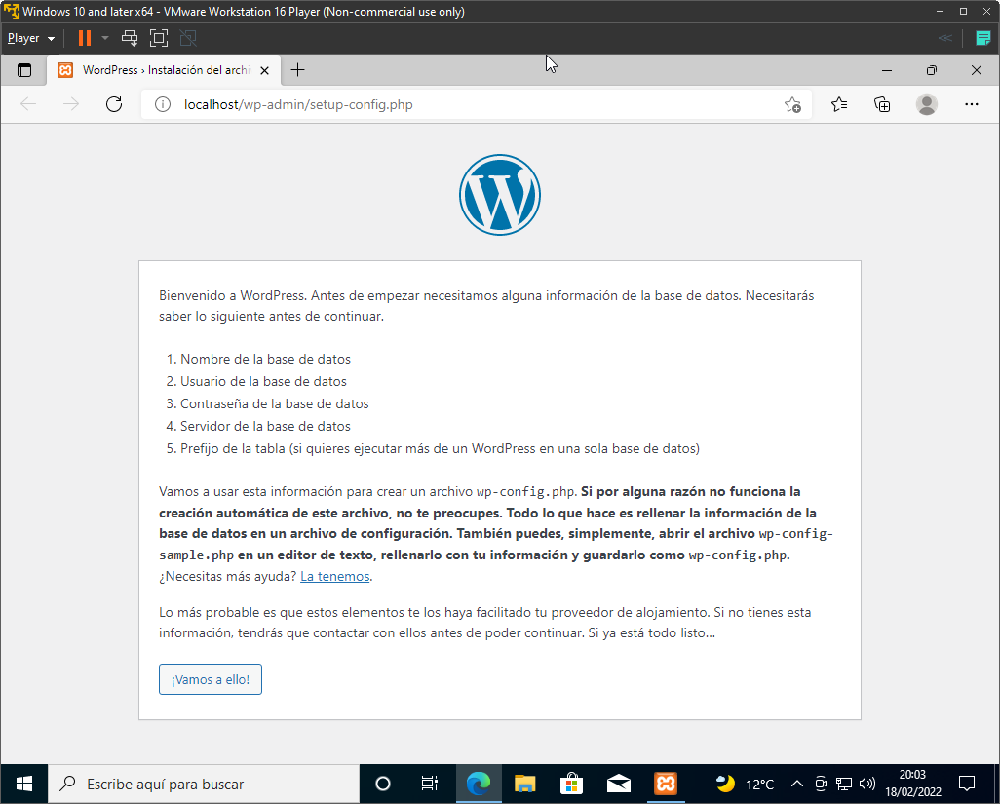 Windows 10 and later x64 - VMware Workstation 16 Player (Non-commercial use only)
Player
WordPress › Instalación del archi
localhost/wp-admin/setup-config.php
Bienvenido a WordPress. Antes de empezar necesitamos alguna información de la base de datos. Necesitarás
saber lo siguiente antes de continuar.
1. Nombre de la base de datos
2. Usuario de la base de datos
3. Contraseña de la base de datos
4. Servidor de la base de datos
5. Prefijo de la tabla (si quieres ejecutar más de un WordPress en una sola base de datos)
Vamos a usar esta información para crear un archivo wp-config.php. Si por alguna razón no funciona la
creación automática de este archivo, no te preocupes. Todo lo que hace es rellenar la información de la
base de datos en un archivo de configuración. También puedes, simplemente, abrir el archivo wp-config-
sample.php en un editor de texto, rellenarlo con tu información y guardarlo como wp-config.php.
¿Necesitas más ayuda? La tenemos.
Lo más probable es que estos elementos te los haya facilitado tu proveedor de alojamiento. Si no tienes esta
información, tendrás que contactar con ellos antes de poder continuar. Si ya está todo listo…
¡Vamos a ello!
Escribe aquí para buscar
12°C
20:03
18/02/2022